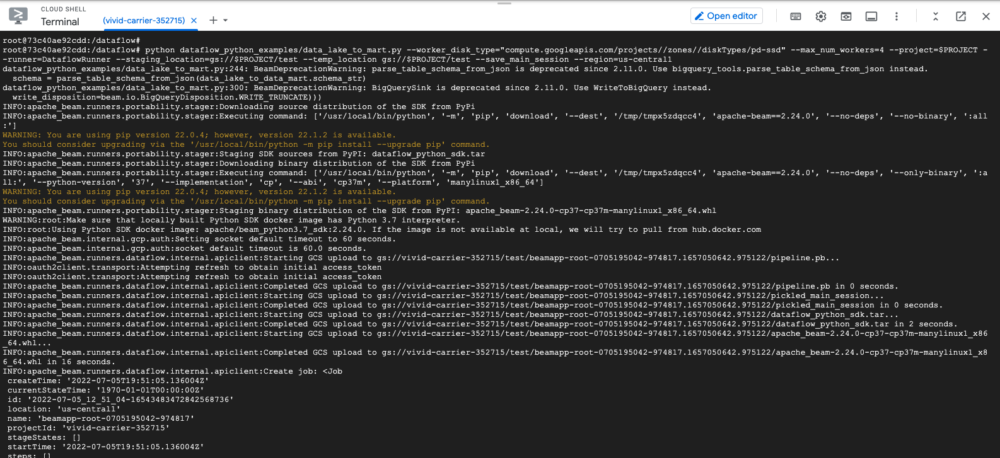 CLOUD SHELL
Terminal
(vivid-carrier-352715)
Open editor
root@73c40ae92cdd:/dataflow#
root@73c40ae92cdd:/dataflow# python dataflow_python_examples/data_lake_to_mart.py --worker_disk_type="compute.googleapis.com/projects//zones//diskTypes/pd-ssd" --max_num_workers=4 --project=$PROJECT -
-runner=DataflowRunner --staging_location=gs://$PROJECT/test --temp_location gs://$PROJECT/test --save_main_session --region=us-central1
dataflow_python_examples/data_lake_to_mart.py:244: BeamDeprecationWarning: parse_table_schema_from_json is deprecated since 2.11.0. Use bigquery_tools.parse_table_schema_from_json instead.
  schema = parse_table_schema_from_json(data_lake_to_data_mart.schema_str)
dataflow_python_examples/data_lake_to_mart.py:300: BeamDeprecationWarning: BigQuerySink is deprecated since 2.11.0. Use WriteToBigQuery instead.
  write_disposition=beam.io.BigQueryDisposition.WRITE_TRUNCATE)))
INFO:apache_beam.runners.portability.stager:Downloading source distribution of the SDK from PyPi
INFO:apache_beam.runners.portability.stager:Executing command: ['/usr/local/bin/python', '-m', 'pip', 'download', '--dest', '/tmp/tmpx5zdqcc4', 'apache-beam==2.24.0', '--no-deps', '--no-binary', ':all
:']
WARNING: You are using pip version 22.0.4; however, version 22.1.2 is available.
You should consider upgrading via the '/usr/local/bin/python -m pip install --upgrade pip' command.
INFO:apache_beam.runners.portability.stager:Staging SDK sources from PyPI: dataflow_python_sdk.tar
INFO:apache_beam.runners.portability.stager:Downloading binary distribution of the SDK from PyPi
INFO:apache_beam.runners.portability.stager:Executing command: ['/usr/local/bin/python', '-m', 'pip', 'download', '--dest', '/tmp/tmpx5zdqcc4', 'apache-beam==2.24.0', '--no-deps', '--only-binary', ':a
ll:', '--python-version', '37', '--implementation', 'cp', '--abi', 'cp37m', '--platform', 'manylinux1_x86_64']
WARNING: You are using pip version 22.0.4; however, version 22.1.2 is available.
You should consider upgrading via the '/usr/local/bin/python -m pip install --upgrade pip' command.
INFO:apache_beam.runners.portability.stager:Staging binary distribution of the SDK from PyPI: apache_beam-2.24.0-cp37-cp37m-manylinux1_x86_64.whl
WARNING:root:Make sure that locally built Python SDK docker image has Python 3.7 interpreter.
INFO:root:Using Python SDK docker image: apache/beam_python3.7_sdk:2.24.0. If the image is not available at local, we will try to pull from hub.docker.com
INFO:apache_beam.internal.gcp.auth:Setting socket default timeout to 60 seconds.
INFO:apache_beam.internal.gcp.auth:socket default timeout is 60.0 seconds.
INFO:apache_beam.runners.dataflow.internal.apiclient:Starting GCS upload to gs://vivid-carrier-352715/test/beamapp-root-0705195042-974817.1657050642.975122/pipeline.pb...
INFO:oauth2client.transport:Attempting refresh to obtain initial access_token
INFO:oauth2client.transport:Attempting refresh to obtain initial access_token
INFO:apache_beam.runners.dataflow.internal.apiclient:Completed GCS upload to gs://vivid-carrier-352715/test/beamapp-root-0705195042-974817.1657050642.975122/pipeline.pb in 0 seconds.
INFO:apache_beam.runners.dataflow.internal.apiclient:Starting GCS upload to gs://vivid-carrier-352715/test/beamapp-root-0705195042-974817.1657050642.975122/pickled_main_session...
INFO:apache_beam.runners.dataflow.internal.apiclient:Completed GCS upload to gs://vivid-carrier-352715/test/beamapp-root-0705195042-974817.1657050642.975122/pickled_main_session in 0 seconds.
INFO:apache_beam.runners.dataflow.internal.apiclient:Starting GCS upload to gs://vivid-carrier-352715/test/beamapp-root-0705195042-974817.1657050642.975122/dataflow_python_sdk.tar...
INFO:apache_beam.runners.dataflow.internal.apiclient:Completed GCS upload to gs://vivid-carrier-352715/test/beamapp-root-0705195042-974817.1657050642.975122/dataflow_python_sdk.tar in 2 seconds.
INFO:apache_beam.runners.dataflow.internal.apiclient:Starting GCS upload to gs://vivid-carrier-352715/test/beamapp-root-0705195042-974817.1657050642.975122/apache_beam-2.24.0-cp37-cp37m-manylinux1_x86
_64.whl...
INFO:apache_beam.runners.dataflow.internal.apiclient:Completed GCS upload to gs://vivid-carrier-352715/test/beamapp-root-0705195042-974817.1657050642.975122/apache_beam-2.24.0-cp37-cp37m-manylinux1_x8
6_64.whl in 16 seconds.
INFO:apache_beam.runners.dataflow.internal.apiclient:Create job: <Job
 createTime: '2022-07-05T19:51:05.136004Z'
 currentStateTime: '1970-01-01T00:00:00Z'
 id: '2022-07-05_12_51_04-16543483472842568736'
 location: 'us-central1'
 name: 'beamapp-root-0705195042-974817'
 projectId: 'vivid-carrier-352715'
 stageStates: []
 startTime: '2022-07-05T19:51:05.136004Z'
 steps: []